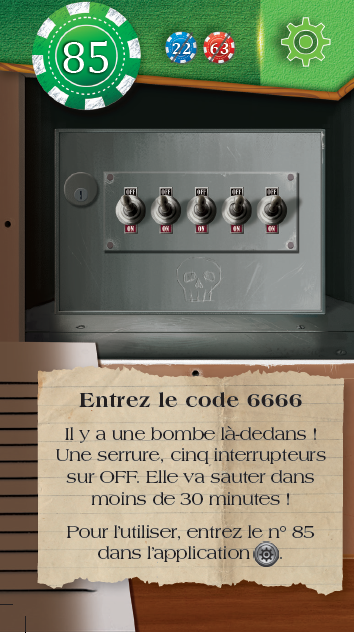 85
22
63
OFF OFF OFF OFF OFF
ON ON ON ON ON
Entrez le code 6666
Il y a une bombe là-dedans !
Une serrure, cinq interrupteurs
sur OFF. Elle va sauter dans
moins de 30 minutes !
Pour l'utiliser, entrez le n° 85
dans l'application .